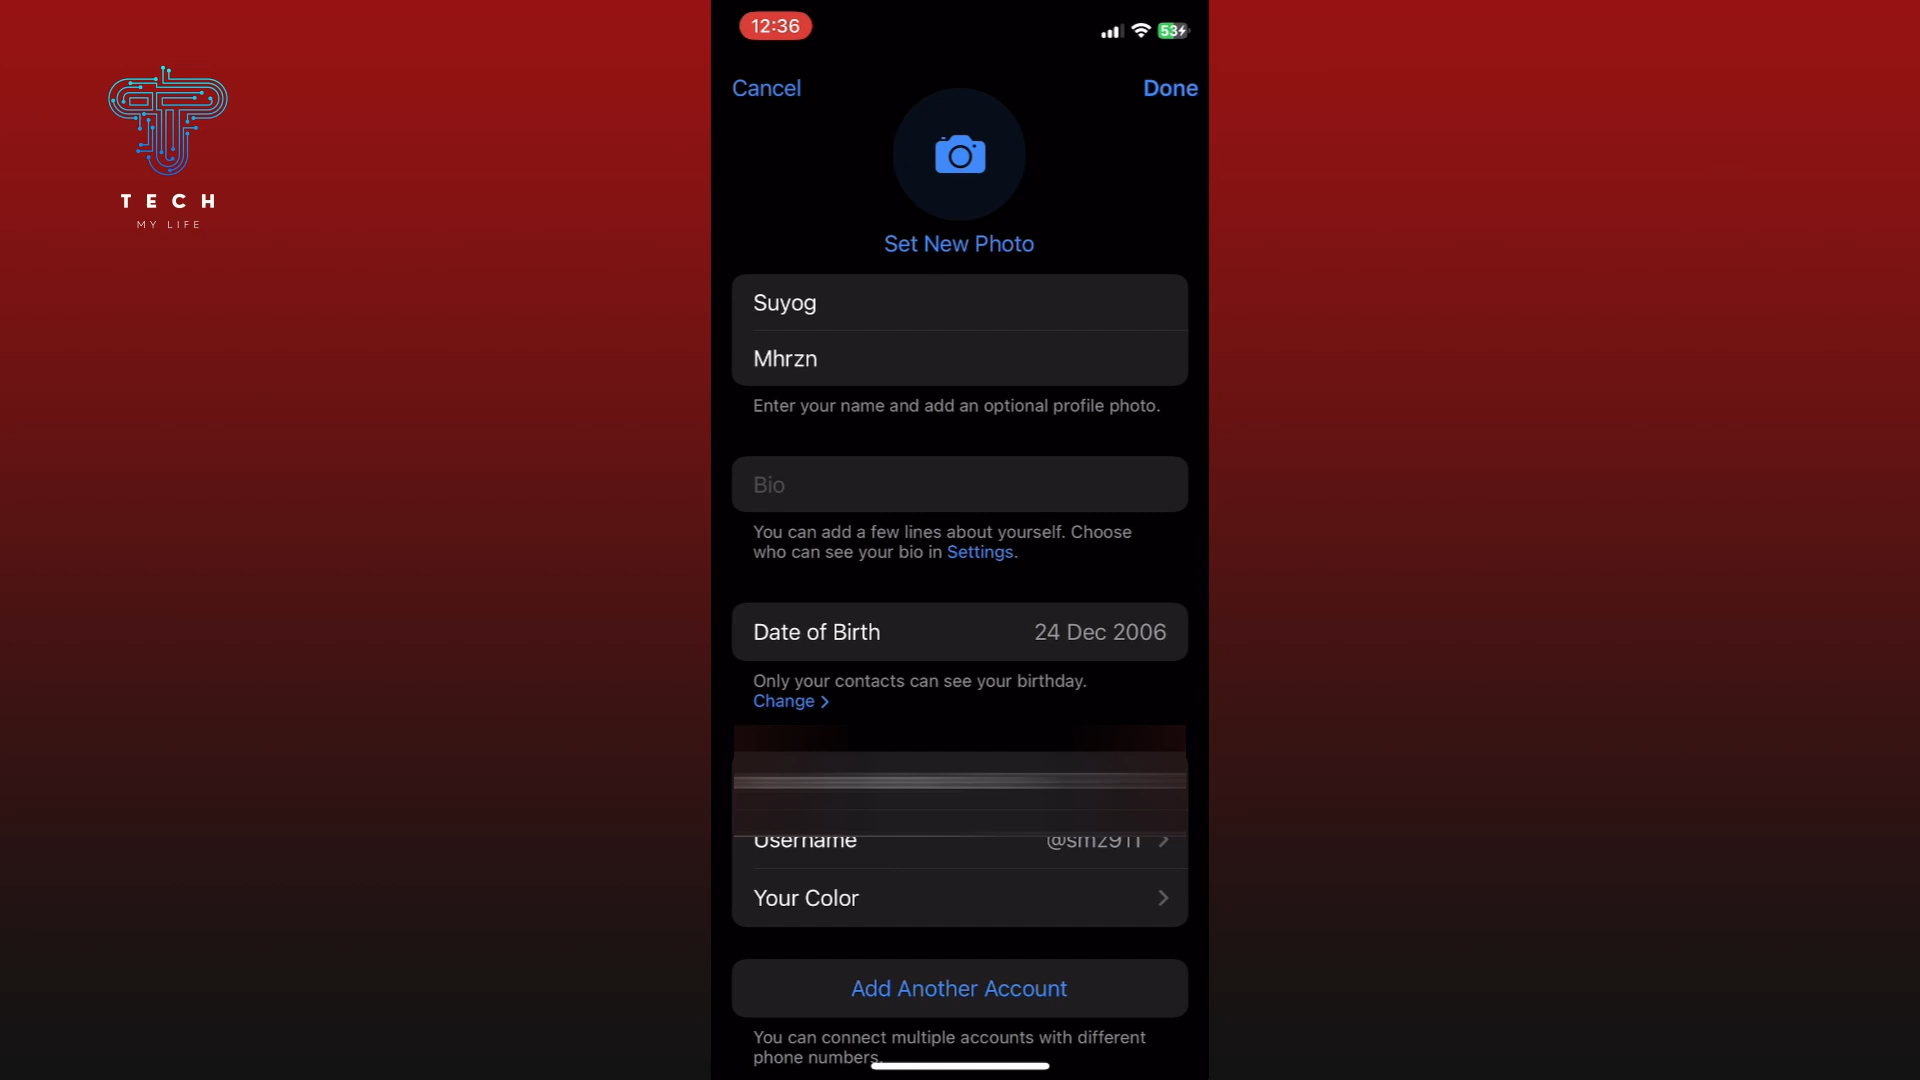 12:36
53
TECH
MY LIFE
Cancel
Done
Set New Photo
Suyog
Mhrzn
Enter your name and add an optional profile photo.
Bio
You can add a few lines about yourself. Choose
who can see your bio in Settings.
Date of Birth 24 Dec 2006
Only your contacts can see your birthday.
Change >
Username @smz911 >
Your Color >
Add Another Account
You can connect multiple accounts with different
phone numbers.